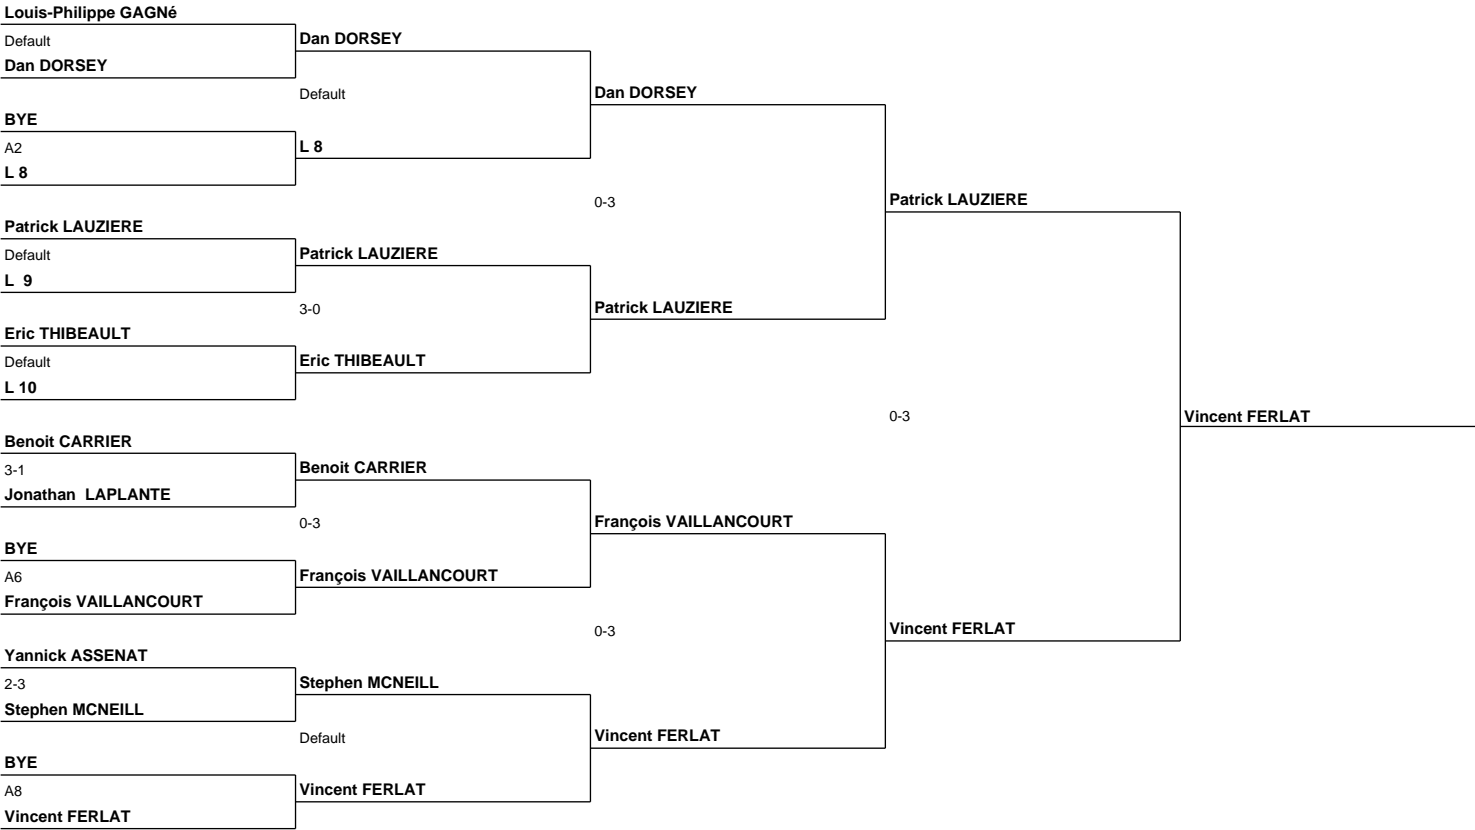 Louis-Philippe GAGNé
Default
Dan DORSEY
BYE
A2
L 8
Patrick LAUZIERE
Default
L  9
Eric THIBEAULT
Default
L 10
Benoit CARRIER
3-1
Jonathan  LAPLANTE
BYE
A6
François VAILLANCOURT
Yannick ASSENAT
2-3
Stephen MCNEILL
BYE
A8
Vincent FERLAT
Dan DORSEY
Default
L 8
Patrick LAUZIERE
3-0
Eric THIBEAULT
Benoit CARRIER
0-3
François VAILLANCOURT
Stephen MCNEILL
Default
Vincent FERLAT
Dan DORSEY
0-3
Patrick LAUZIERE
François VAILLANCOURT
0-3
Vincent FERLAT
Patrick LAUZIERE
0-3
Vincent FERLAT
Vincent FERLAT